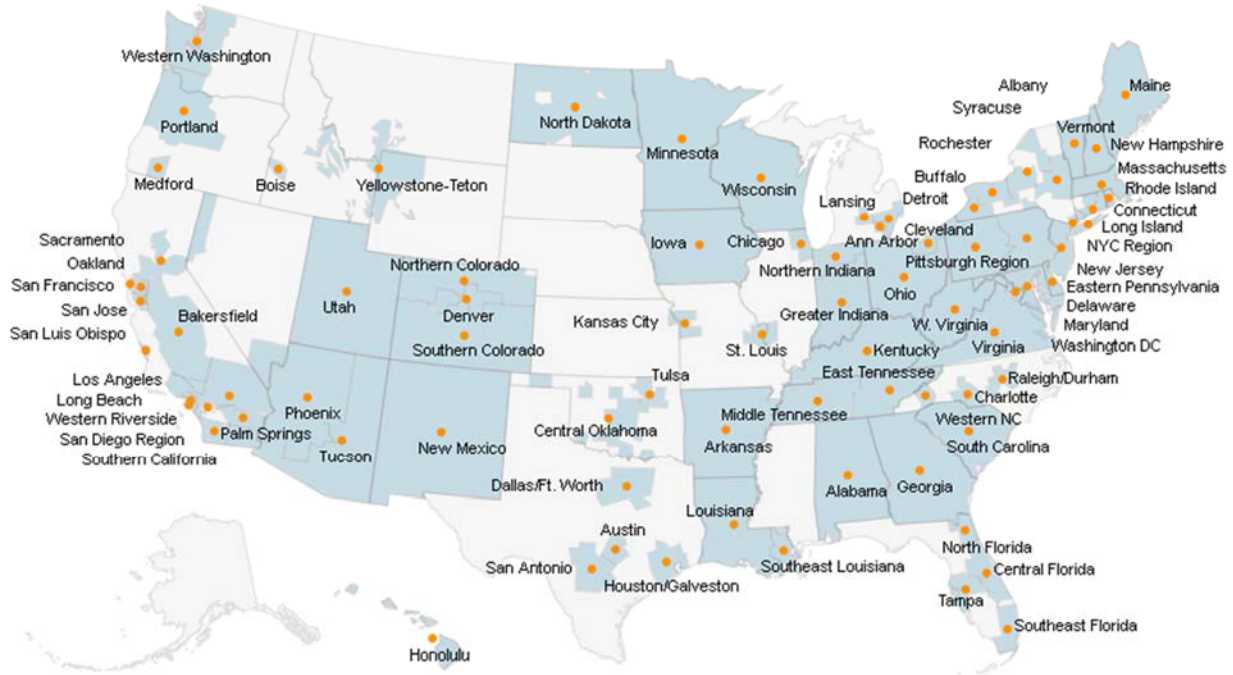 Western Washington
Portland
Medford
Boise
Yellowstone-Teton
North Dakota
Minnesota
Wisconsin
Albany
Syracuse
Rochester
Buffalo
Detroit
Lansing
Maine
Vermont
New Hampshire
Massachusetts
Rhode Island
Connecticut
Long Island
NYC Region
New Jersey
Eastern Pennsylvania
Delaware
Maryland
Washington DC
Iowa
Chicago
Ann Arbor
Cleveland
Northern Indiana
Pittsburgh Region
Sacramento
Oakland
San Francisco
San Jose
San Luis Obispo
Bakersfield
Utah
Northern Colorado
Denver
Southern Colorado
Kansas City
St. Louis
Greater Indiana
Ohio
W. Virginia
Virginia
Kentucky
East Tennessee
Raleigh/Durham
Charlotte
Western NC
South Carolina
Middle Tennessee
Los Angeles
Long Beach
Western Riverside
San Diego Region
Southern California
Palm Springs
Phoenix
Tucson
New Mexico
Tulsa
Central Oklahoma
Arkansas
Dallas/Ft. Worth
Austin
San Antonio
Houston/Galveston
Louisiana
Southeast Louisiana
Alabama
Georgia
North Florida
Central Florida
Tampa
Southeast Florida
Honolulu